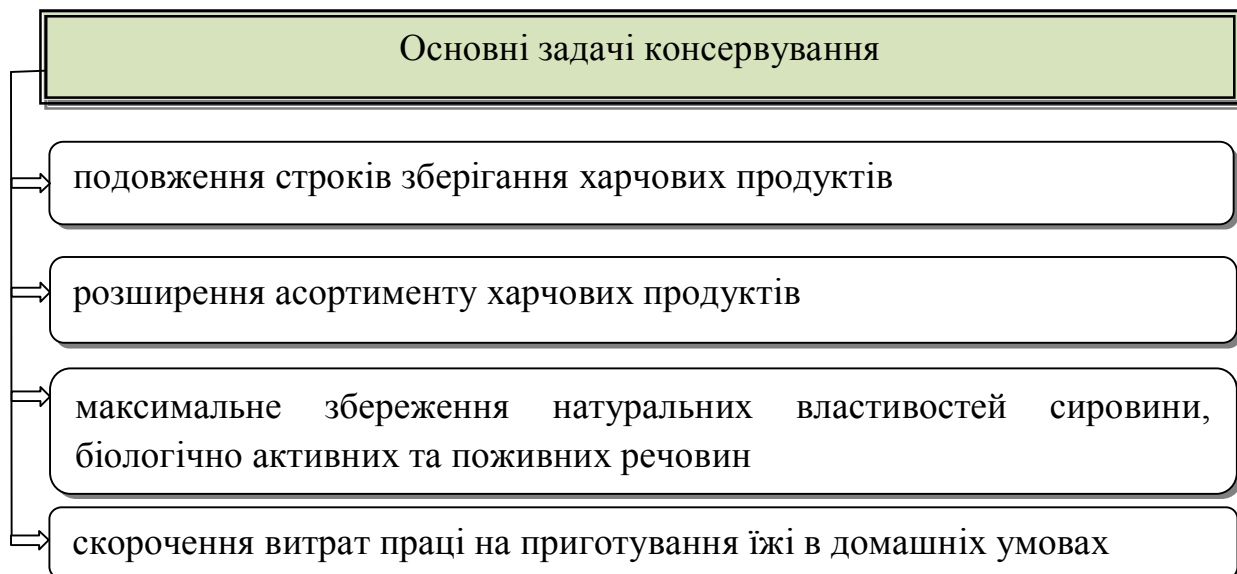 Основні задачі консервування
подовження строків зберігання харчових продуктів
розширення асортименту харчових продуктів
максимальне збереження натуральних властивостей сировини,
біологічно активних та поживних речовин
скорочення витрат праці на приготування їжі в домашніх умовах